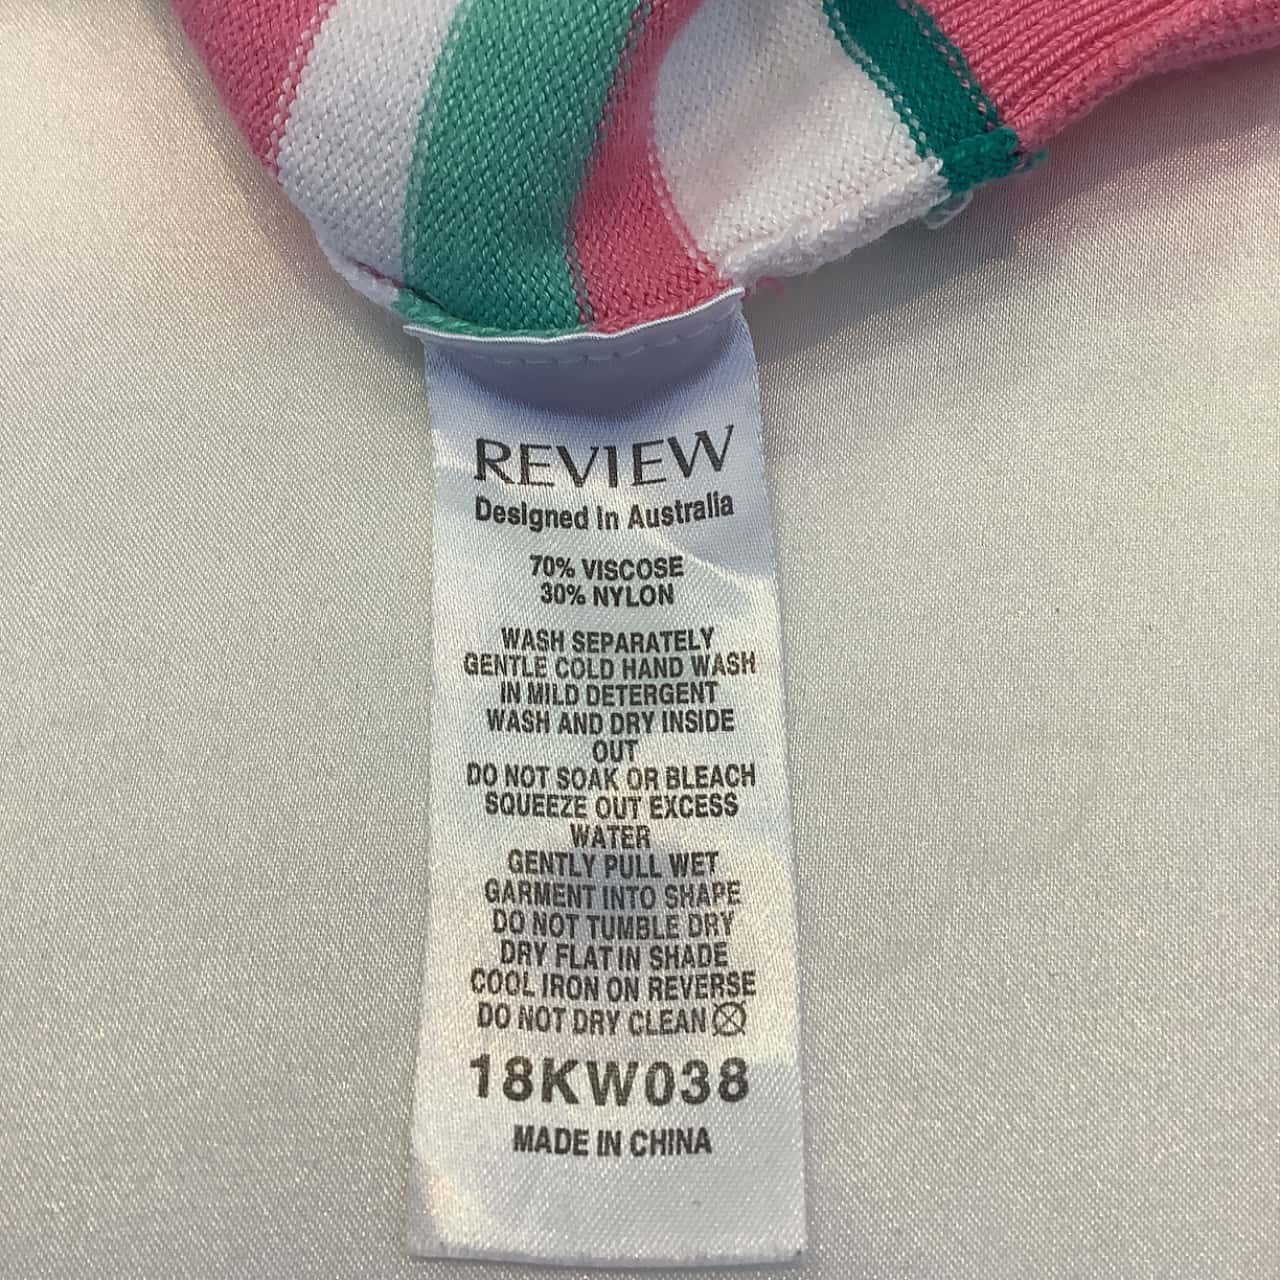 REVIEW
Designed In Australia
70% VISCOSE
30% NYLON
WASH SEPARATELY
GENTLE COLD HAND WASH
IN MILD DETERGENT
WASH AND DRY INSIDE
OUT
DO NOT SOAK OR BLEACH
SQUEEZE OUT EXCESS
WATER
GENTLY PULL WET
GARMENT INTO SHAPE
DO NOT TUMBLE DRY
DRY FLAT IN SHADE
COOL IRON ON REVERSE
DO NOT DRY CLEAN
18KW038
MADE IN CHINA